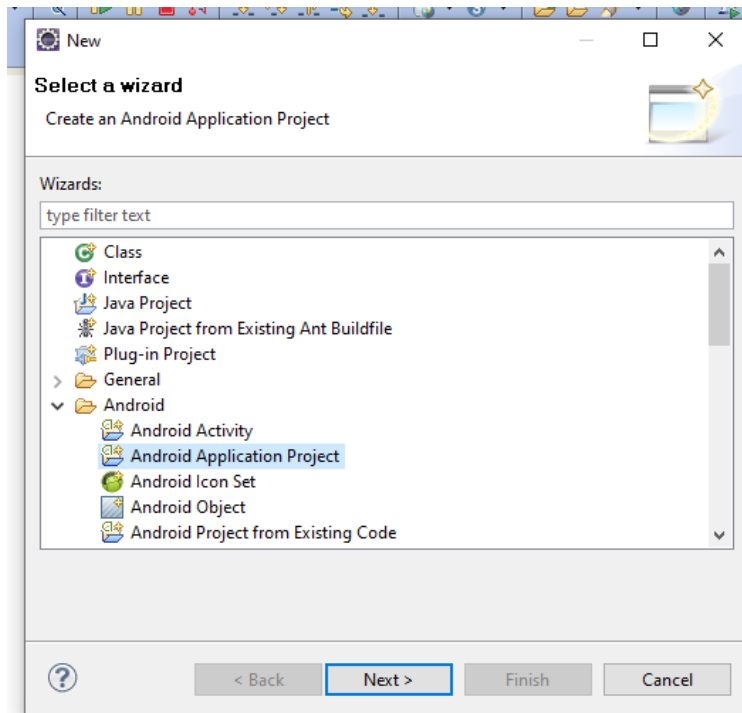 New
Select a wizard
Create an Android Application Project
Wizards:
type filter text
Class
Interface
Java Project
Java Project from Existing Ant Buildfile
Plug-in Project
General
Android
Android Activity
Android Application Project
Android Icon Set
Android Object
Android Project from Existing Code
?
< Back
Next >
Finish
Cancel